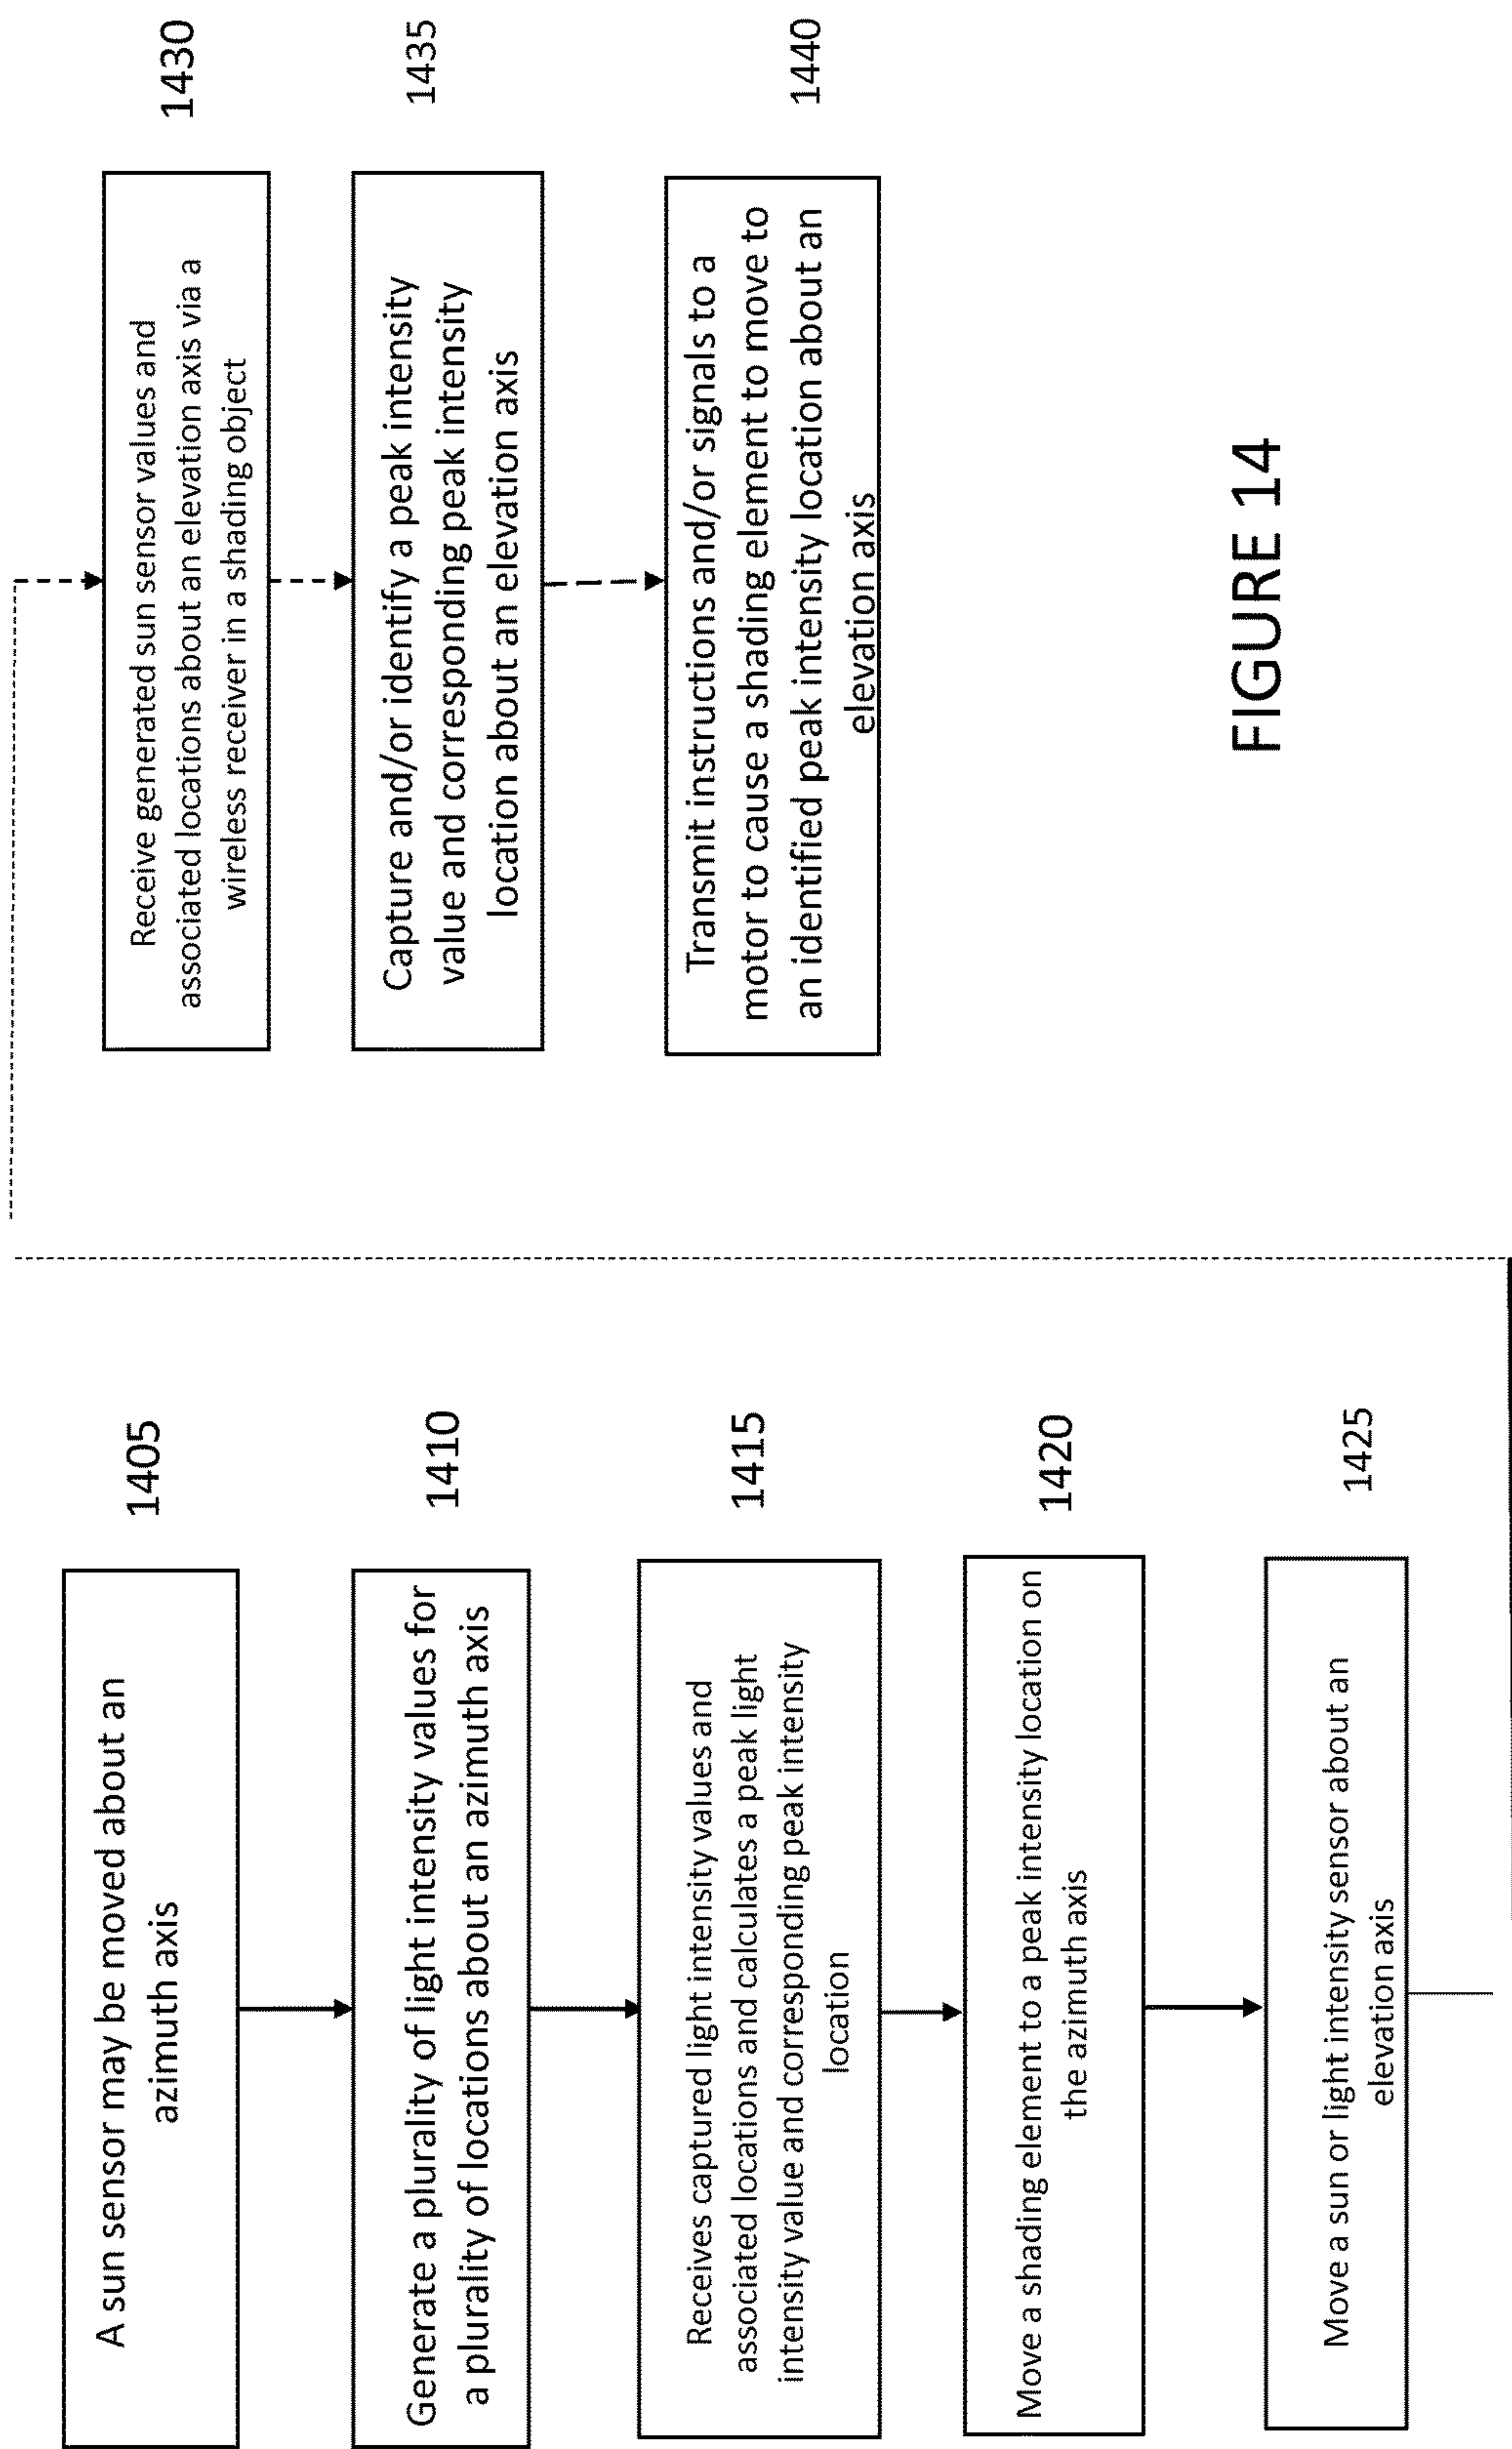 A sun sensor may be moved about an
azimuth axis
1405
Generate a plurality of light intensity values for
a plurality of locations about an azimuth axis
1410
Receives captured light intensity values and
associated locations and calculates a peak light
intensity value and corresponding peak intensity
location
1415
Move a shading element to a peak intensity location on
the azimuth axis
1420
Move a sun or light intensity sensor about an
elevation axis
1425
Receive generated sun sensor values and
associated locations about an elevation axis via a
wireless receiver in a shading object
1430
Capture and/or identify a peak intensity
value and corresponding peak intensity
location about an elevation axis
1435
Transmit instructions and/or signals to a
motor to cause a shading element to move to
an identified peak intensity location about an
elevation axis
1440
FIGURE 14